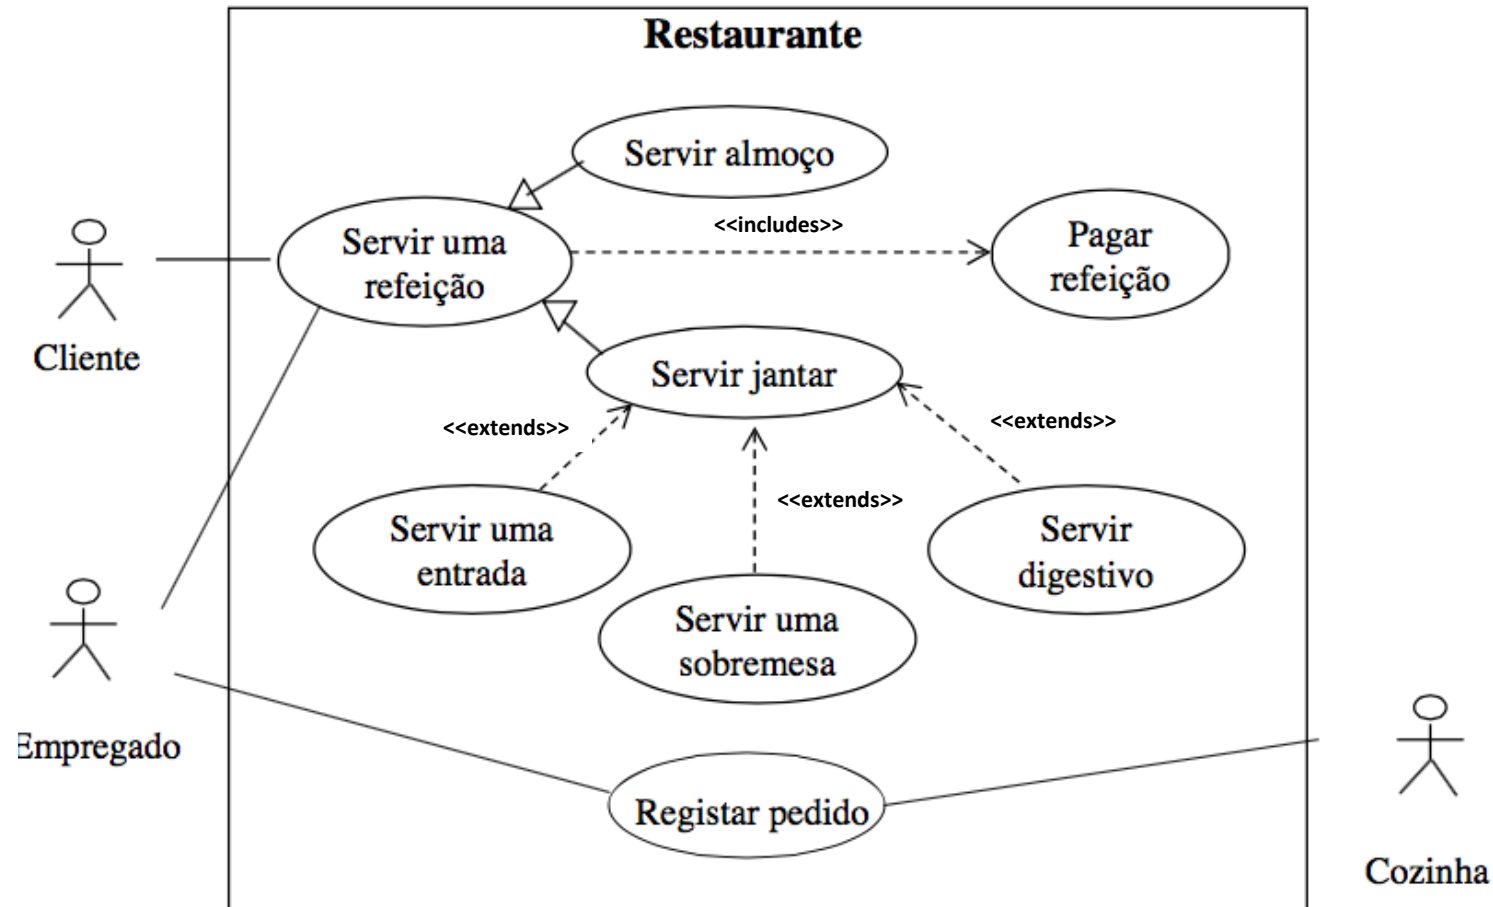 Restaurante
Servir almoço
<<includes>>
Servir uma
refeição
Pagar
refeição
Cliente
Servir jantar
<<extends>>
<<extends>>
<<extends>>
Servir uma
entrada
Servir
digestivo
Servir uma
sobremesa
Empregado
Registar pedido
Cozinha